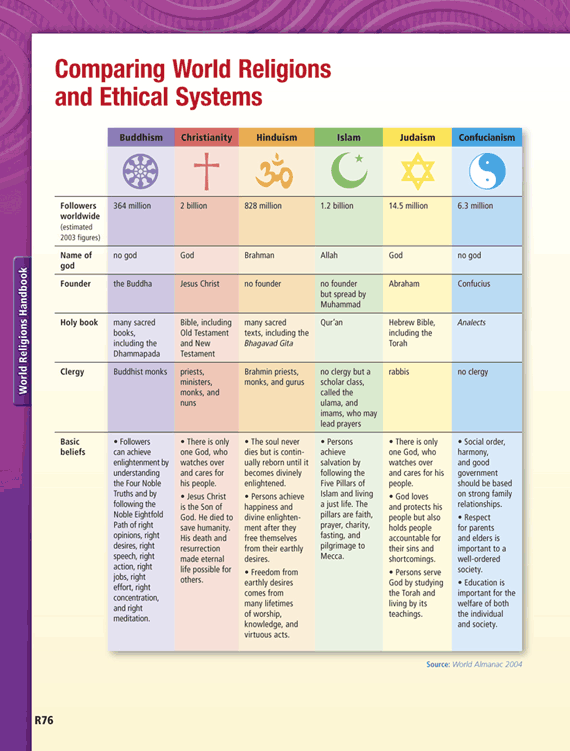 Comparing World Religions
and Ethical Systems
Buddhism Christianity Hinduism Islam Judaism Confucianism
Followers
worldwide
(estimated
2003 figures)
364 million
2 billion
828 million
1.2 billion
14.5 million
6.3 million
Name of
god
no god
God
Brahman
Allah
God
no god
Founder
the Buddha
Jesus Christ
no founder
no founder
but spread by
Muhammad
Abraham
Confucius
Holy book
many sacred
books,
including the
Dhammapada
Bible, including
Old Testament
and New
Testament
many sacred
texts, including the
Bhagavad Gita
Qur'an
Hebrew Bible,
including the
Torah
Analects
Clergy
Buddhist monks
priests,
ministers,
monks, and
nuns
Brahmin priests,
monks, and gurus
no clergy but a
scholar class,
called the
ulama, and
imams, who may
lead prayers
rabbis
no clergy
Basic
beliefs
• Followers
can achieve
enlightenment by
understanding
the Four Noble
Truths and by
following the
Noble Eightfold
Path of right
opinions, right
desires, right
speech, right
action, right
jobs, right
effort, right
concentration,
and right
meditation.
• There is only
one God, who
watches over
and cares for
his people.
• Jesus Christ
is the Son of
God. He died to
save humanity.
His death and
resurrection
made eternal
life possible for
others.
• The soul never
dies but is contin-
ually reborn until it
becomes divinely
enlightened.
• Persons achieve
happiness and
divine enlighten-
ment after they
free themselves
from their earthly
desires.
• Freedom from
earthly desires
comes from
many lifetimes
of worship,
knowledge, and
virtuous acts.
• Persons
achieve
salvation by
following the
Five Pillars of
Islam and living
a just life. The
pillars are faith,
prayer, charity,
fasting, and
pilgrimage to
Mecca.
• There is only
one God, who
watches over
and cares for his
people.
• God loves
and protects his
people but also
holds people
accountable for
their sins and
shortcomings.
• Persons serve
God by studying
the Torah and
living by its
teachings.
• Social order,
harmony,
and good
government
should be based
on strong family
relationships.
• Respect
for parents
and elders is
important to a
well-ordered
society.
• Education is
important for the
welfare of both
the individual
and society.
Source: World Almanac 2004
World Religions Handbook
R76